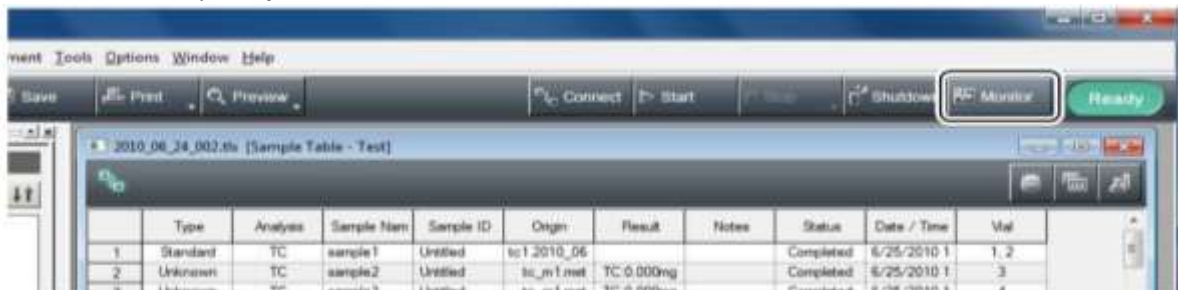 Tools Options Window Help
Save Print Preview Connect Start Shutdown Monitor Ready
2010_06_24_002.tlx [Sample Table - Test]
Type Analysis Sample Nam Sample ID Origin Result Notes Status Date / Time Vial
1 Standard TC sample1 Untitled tc1.2010_06 Completed 6/25/2010 1 1, 2
2 Unknown TC sample2 Untitled tc_m1.met TC:0.000mg Completed 6/25/2010 1 3